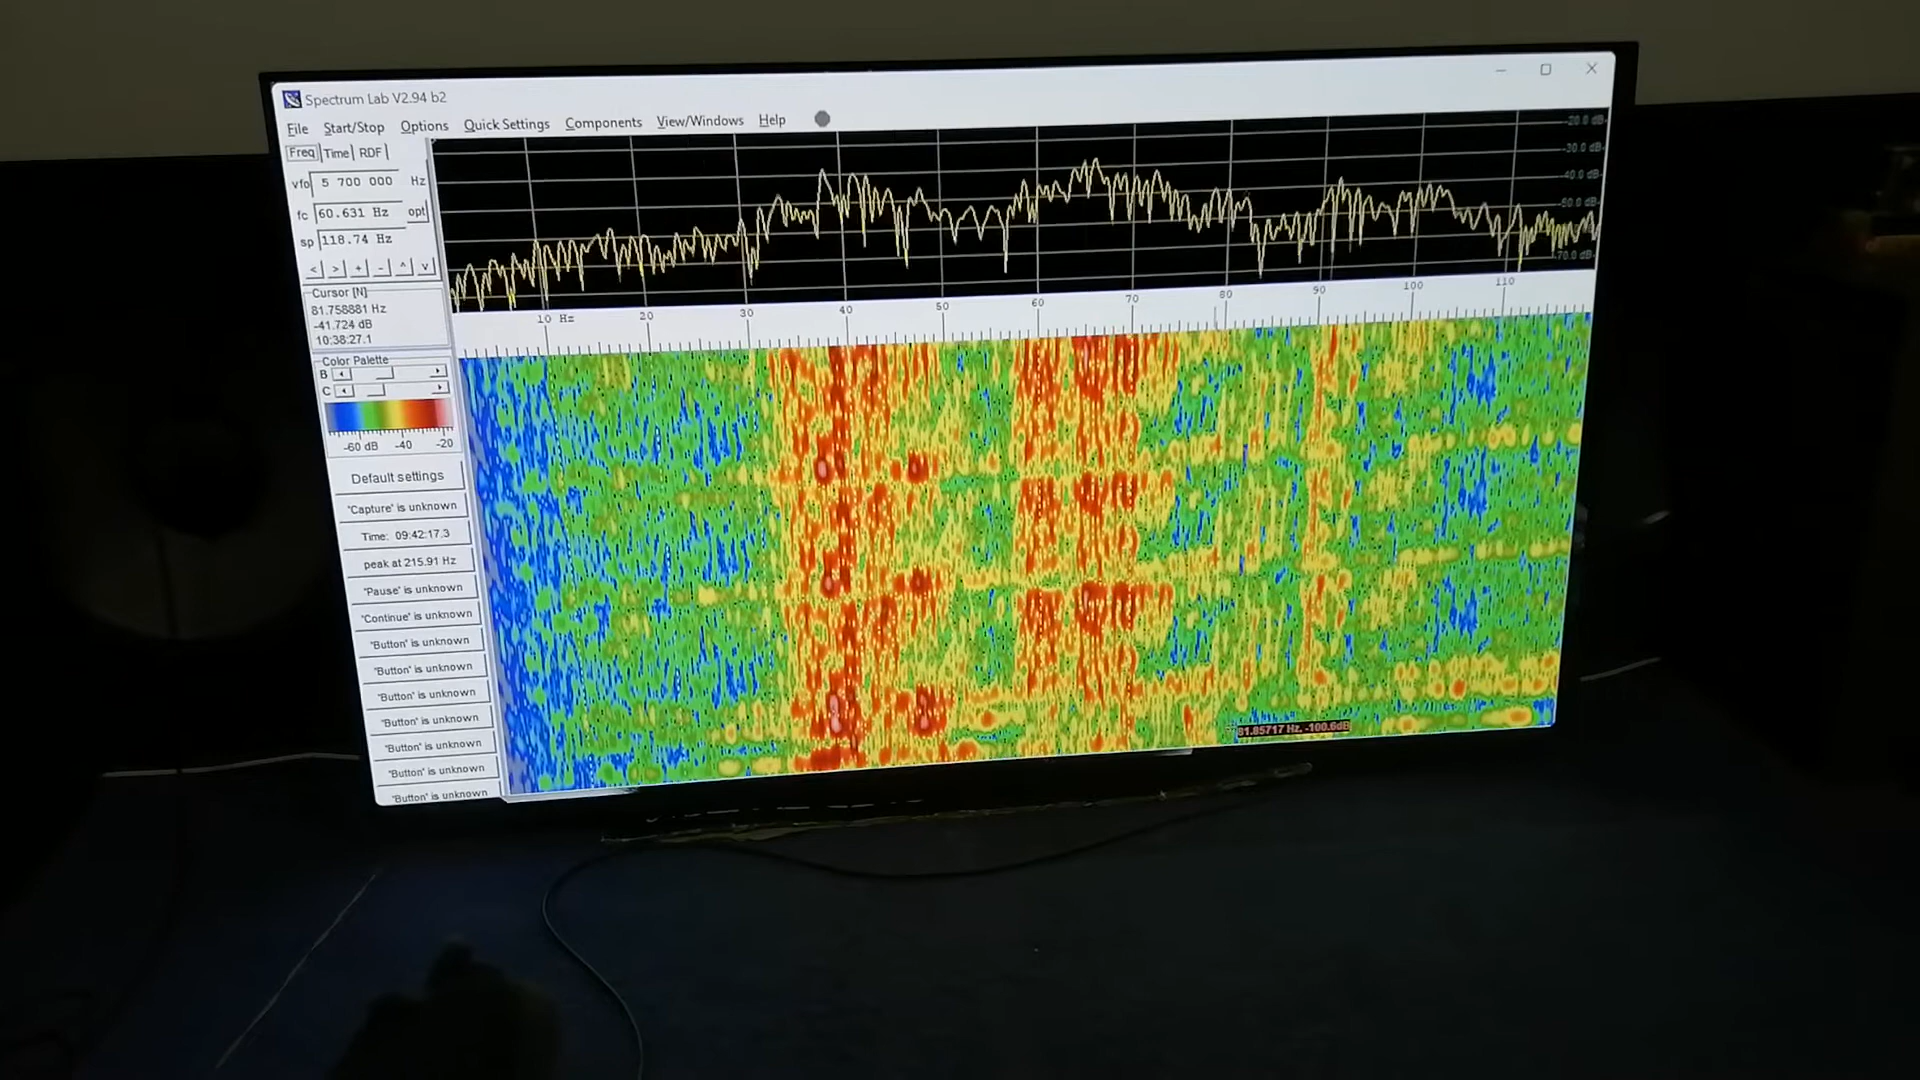 Spectrum Lab V2.94 b2
File Start/Stop Options Quick Settings Components View/Windows Help
Freq Time RDF
vfo 5 700 000 Hz
fc 60.631 Hz opt
sp 118.74 Hz
< > + - ^ v
Cursor [N]
81.758881 Hz
-41.724 dB
10:38:27.1
Color Palette
B
C
-60 dB -40 -20
Default settings
"Capture" is unknown
Time: 09:42:17.3
peak at 215.91 Hz
"Pause" is unknown
"Continue" is unknown
"Button" is unknown
"Button" is unknown
"Button" is unknown
"Button" is unknown
"Button" is unknown
"Button" is unknown
"Button" is unknown
-20.0 dB
-30.0 dB
-40.0 dB
-50.0 dB
-70.0 dB
10 Hz 20 30 40 50 60 70 80 90 100 110
81.85717 Hz, -100.6dB